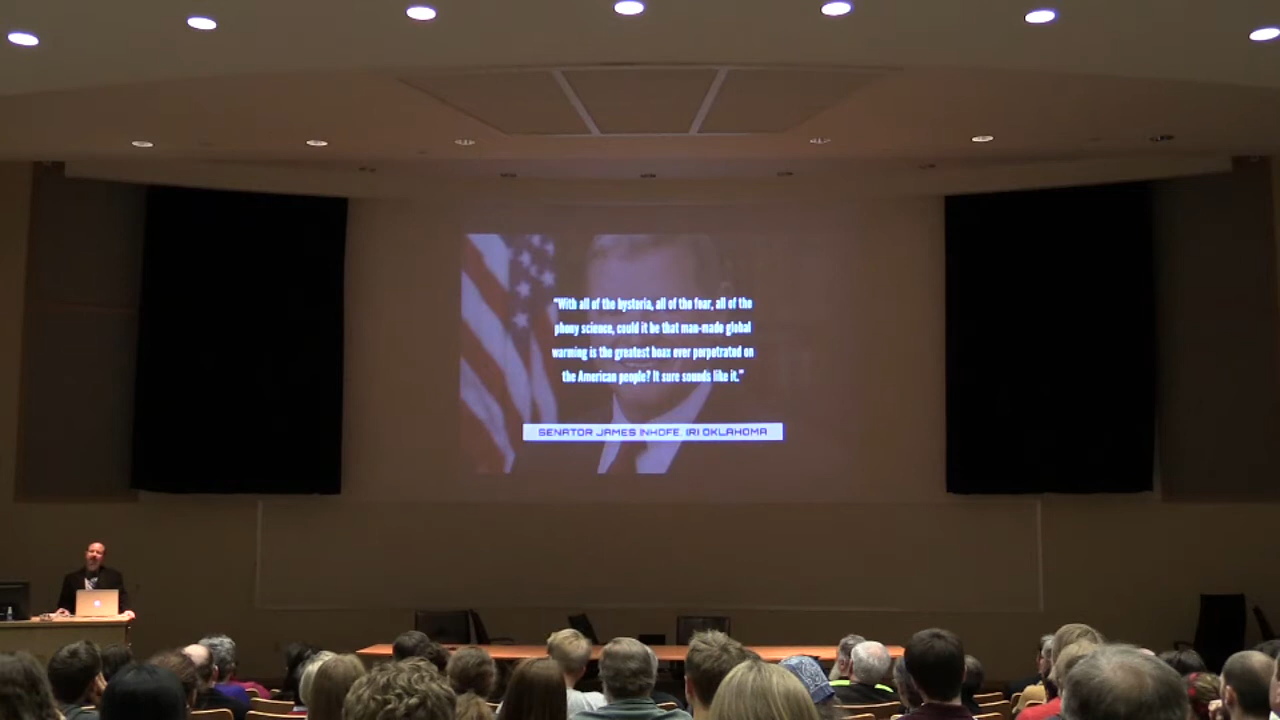 "With all of the hysteria, all of the fear, all of the
phony science, could it be that man-made global
warming is the greatest hoax ever perpetrated on
the American people? It sure sounds like it."
SENATOR JAMES INHOFE, (R) OKLAHOMA